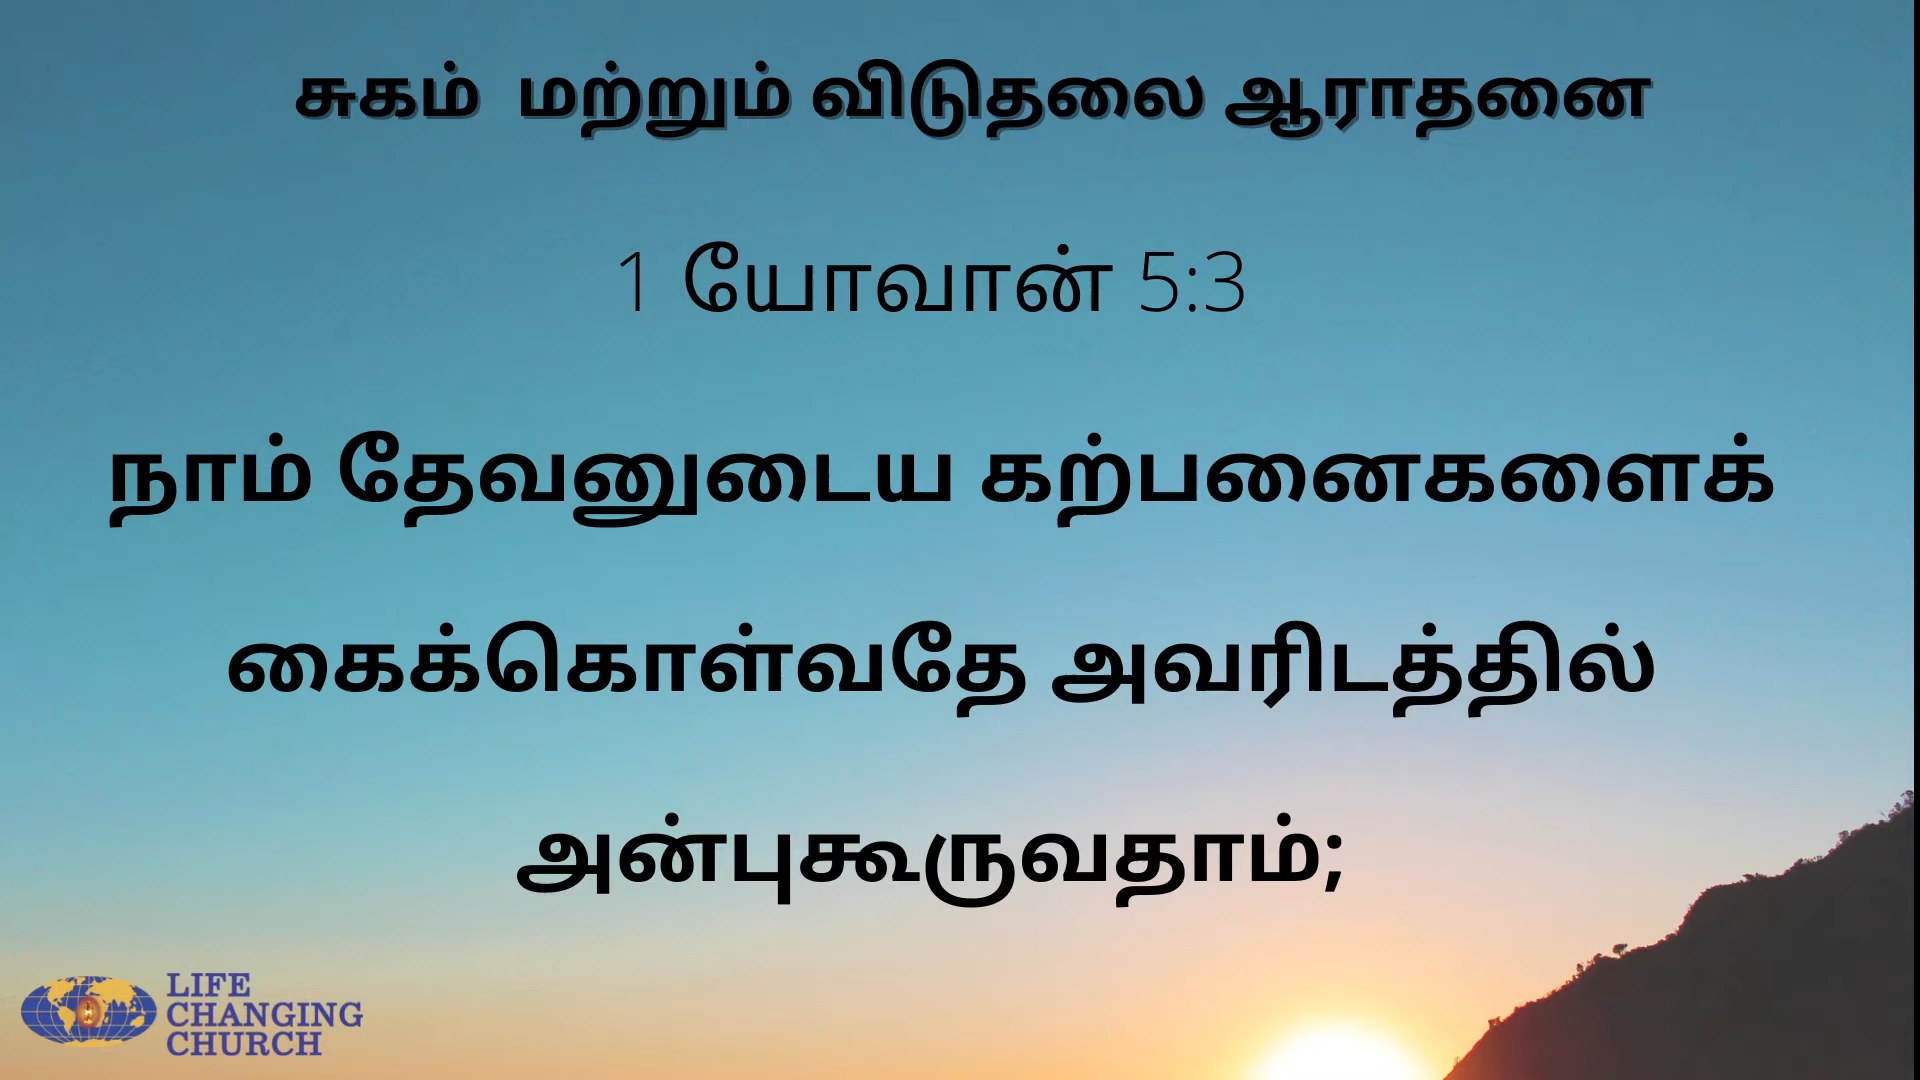 சுகம் மற்றும் விடுதலை ஆராதனை
1 யோவான் 5:3
நாம் தேவனுடைய கற்பனைகளைக்
கைக்கொள்வதே அவரிடத்தில்
அன்புகூருவதாம்;
LIFE
CHANGING
CHURCH